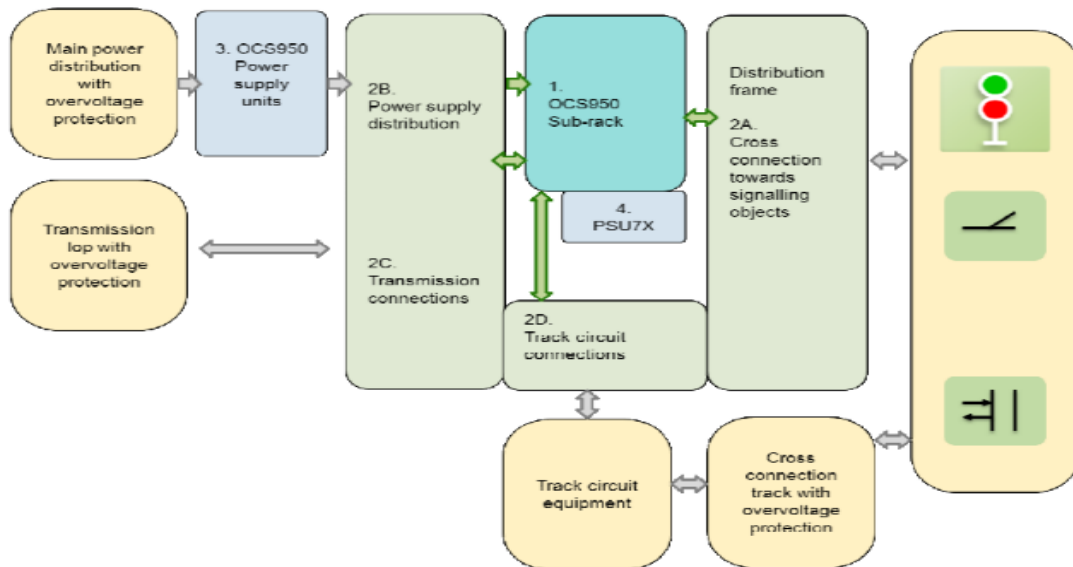 Main power
distribution
with
overvoltage
protection
3. OCS950
Power
supply
units
2B.
Power supply
distribution
1.
OCS950
Sub-rack
Distribution
frame
2A.
Cross
connection
towards
signalling
objects
4.
PSU7X
Transmission
lop with
overvoltage
protection
2C.
Transmission
connections
2D.
Track circuit
connections
Track circuit
equipment
Cross
connection
track with
overvoltage
protection